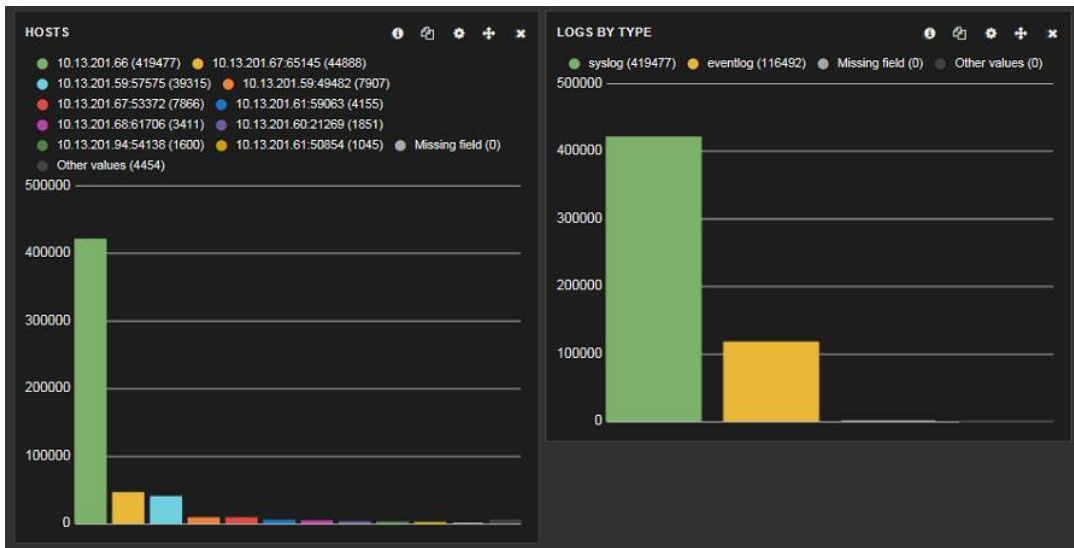 HOSTS
10.13.201.66 (419477) 10.13.201.67:65145 (44888)
10.13.201.59:57575 (39315) 10.13.201.59:49482 (7907)
10.13.201.67:53372 (7866) 10.13.201.61:59063 (4155)
10.13.201.68:61706 (3411) 10.13.201.60:21269 (1851)
10.13.201.94:54138 (1600) 10.13.201.61:50854 (1045) Missing field (0)
Other values (4454)
500000
400000
300000
200000
100000
0
LOGS BY TYPE
syslog (419477) eventlog (116492) Missing field (0) Other values (0)
500000
400000
300000
200000
100000
0